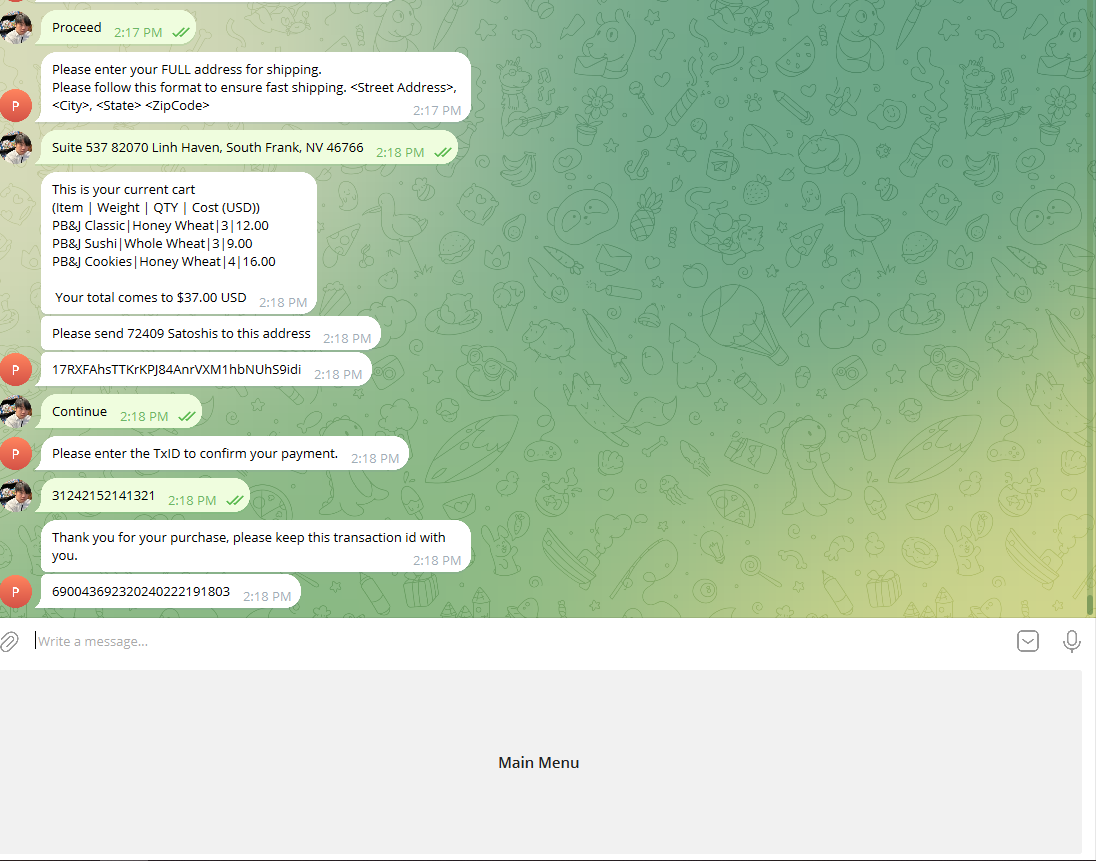 Proceed 2:17 PM
Please enter your FULL address for shipping.
Please follow this format to ensure fast shipping. <Street Address>,
<City>, <State> <ZipCode> 2:17 PM
P
Suite 537 82070 Linh Haven, South Frank, NV 46766 2:18 PM
This is your current cart
(Item | Weight | QTY | Cost (USD))
PB&J Classic|Honey Wheat|3|12.00
PB&J Sushi|Whole Wheat|3|9.00
PB&J Cookies|Honey Wheat|4|16.00
Your total comes to $37.00 USD 2:18 PM
Please send 72409 Satoshis to this address 2:18 PM
P
17RXFAhsTTKrKPJ84AnrVXM1hbNUhS9idi 2:18 PM
Continue 2:18 PM
P
Please enter the TxID to confirm your payment. 2:18 PM
31242152141321 2:18 PM
Thank you for your purchase, please keep this transaction id with
you. 2:18 PM
P
690043692320240222191803 2:18 PM
Write a message...
Main Menu